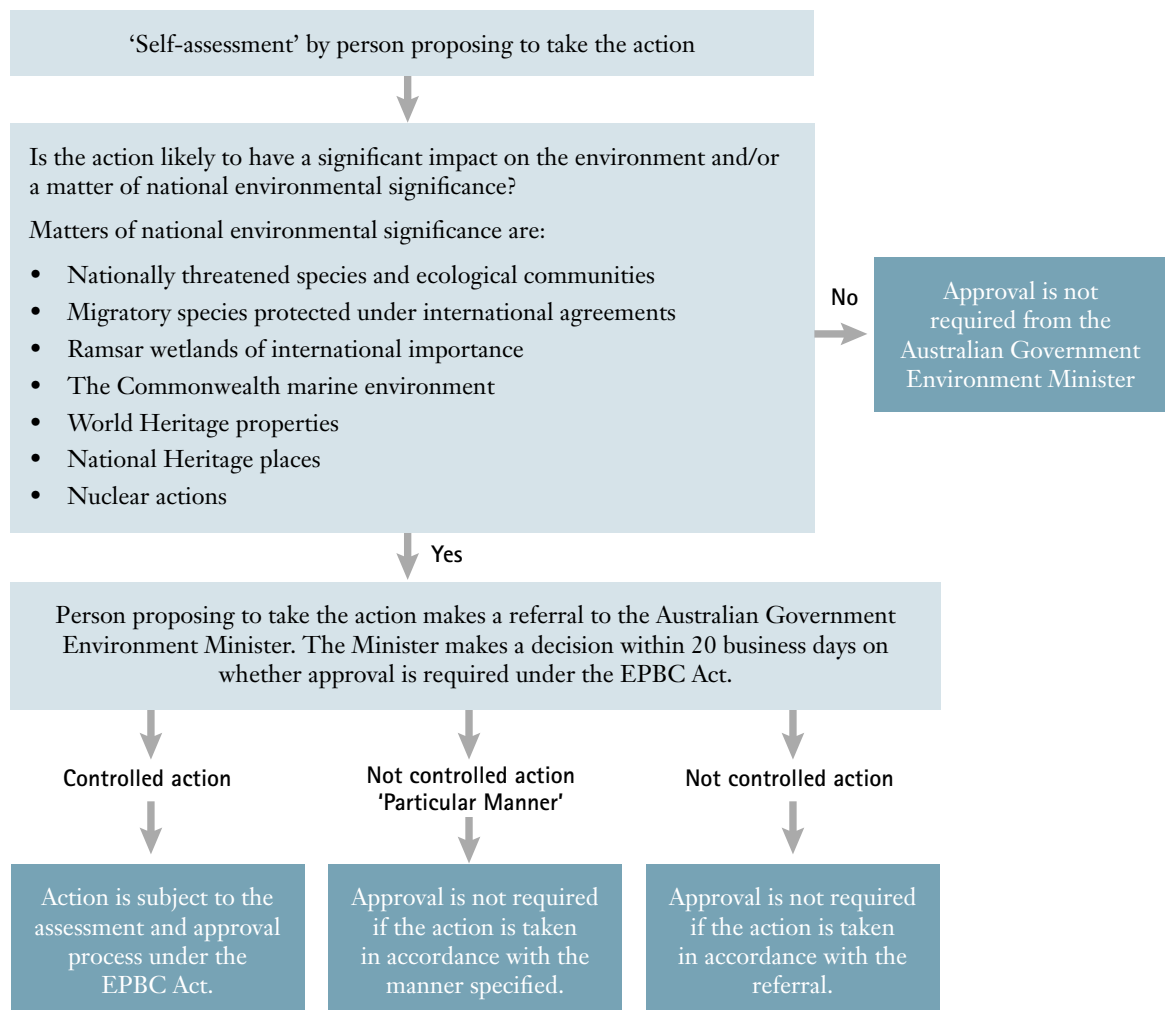 ‘Self-assessment’ by person proposing to take the action
Is the action likely to have a significant impact on the environment and/or
a matter of national environmental significance?
Matters of national environmental significance are:
• Nationally threatened species and ecological communities
• Migratory species protected under international agreements
• Ramsar wetlands of international importance
• The Commonwealth marine environment
• World Heritage properties
• National Heritage places
• Nuclear actions
No
Approval is not
required from the
Australian Government
Environment Minister
Yes
Person proposing to take the action makes a referral to the Australian Government
Environment Minister. The Minister makes a decision within 20 business days on
whether approval is required under the EPBC Act.
Controlled action
Not controlled action
'Particular Manner'
Not controlled action
Action is subject to the
assessment and approval
process under the
EPBC Act.
Approval is not required
if the action is taken
in accordance with the
manner specified.
Approval is not required
if the action is taken
in accordance with the
referral.